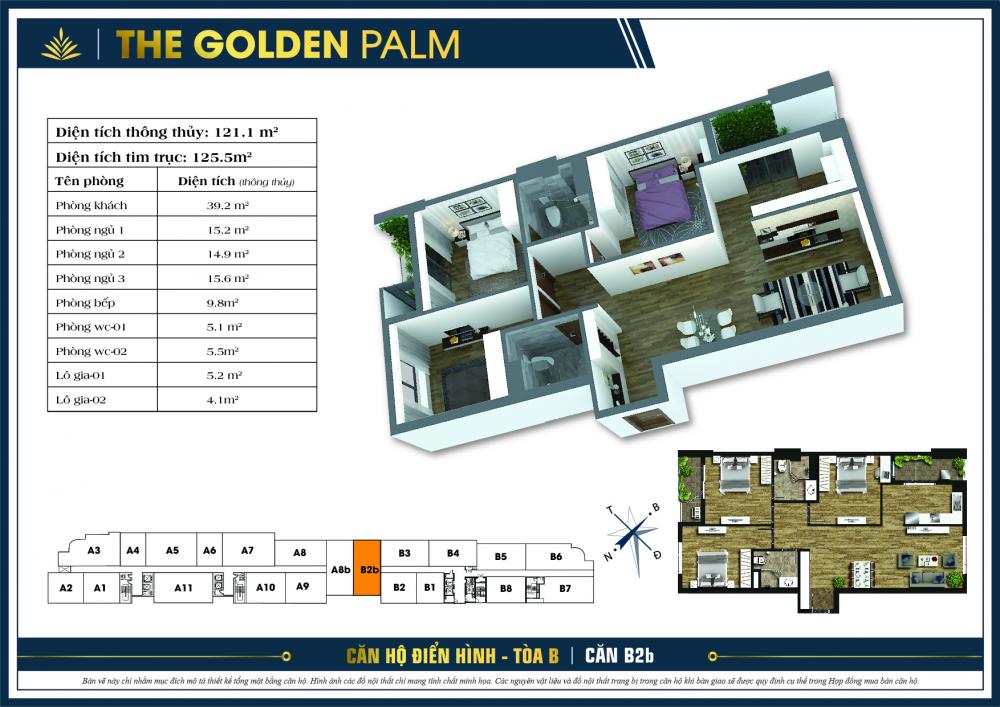 THE GOLDEN PALM
Diện tích thông thủy: 121.1 m²
Diện tích tim trục: 125.5m²
Tên phòng Diện tích (thông thủy)
Phòng khách 39.2 m²
Phòng ngủ 1 15.2 m²
Phòng ngủ 2 14.9 m²
Phòng ngủ 3 15.6 m²
Phòng bếp 9.8m²
Phòng wc-01 5.1 m²
Phòng wc-02 5.5m²
Lô gia-01 5.2 m²
Lô gia-02 4.1m²
T B
N Đ
A3 A4 A5 A6 A7 A8 A8b B2b B3 B4 B5 B6
A2 A1 A11 A10 A9 B2 B1 B8 B7
CĂN HỘ ĐIỂN HÌNH - TÒA B | CĂN B2b
Bản vẽ này chỉ nhằm mục đích mô tả thiết kế tổng mặt bằng căn hộ. Hình ảnh các đồ nội thất chỉ mang tính chất minh họa. Các nguyên vật liệu và đồ nội thất trang bị trong căn hộ khi bàn giao sẽ được quy định cụ thể trong Hợp đồng mua bán căn hộ.